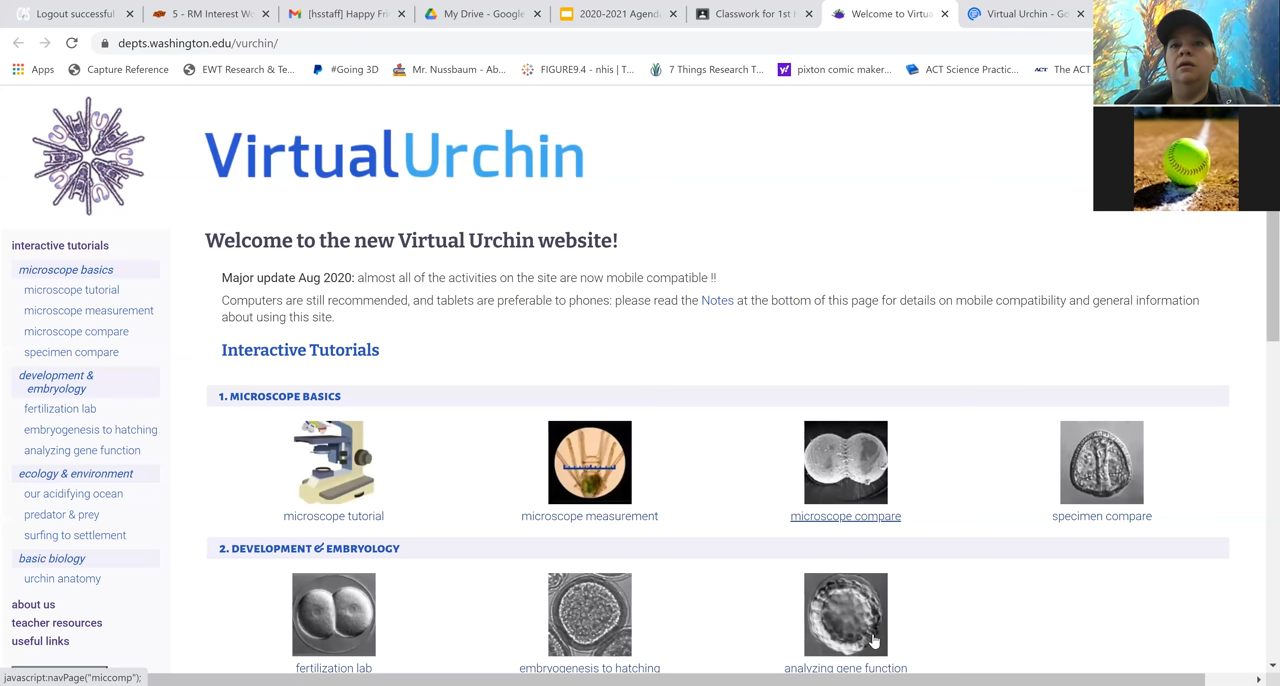 Logout successful
5 - RM Interest Wo
[hsstaff] Happy Fri
My Drive - Google
2020-2021 Agenda
Classwork for 1st
Welcome to Virtua
Virtual Urchin - Go
depts.washington.edu/vurchin/
Apps
Capture Reference
EWT Research & Te...
#Going 3D
Mr. Nussbaum - Ab...
FIGURE9.4 - nhis | T...
7 Things Research T...
pixton comic maker...
ACT Science Practic...
ACT The ACT
VirtualUrchin
interactive tutorials
microscope basics
microscope tutorial
microscope measurement
microscope compare
specimen compare
development &
embryology
fertilization lab
embryogenesis to hatching
analyzing gene function
ecology & environment
our acidifying ocean
predator & prey
surfing to settlement
basic biology
urchin anatomy
about us
teacher resources
useful links
Welcome to the new Virtual Urchin website!
Major update Aug 2020: almost all of the activities on the site are now mobile compatible !!
Computers are still recommended, and tablets are preferable to phones: please read the Notes at the bottom of this page for details on mobile compatibility and general information
about using this site.
Interactive Tutorials
1. MICROSCOPE BASICS
microscope tutorial
microscope measurement
microscope compare
specimen compare
2. DEVELOPMENT & EMBRYOLOGY
fertilization lab
embryogenesis to hatching
analyzing gene function
javascript:navPage("miccomp");